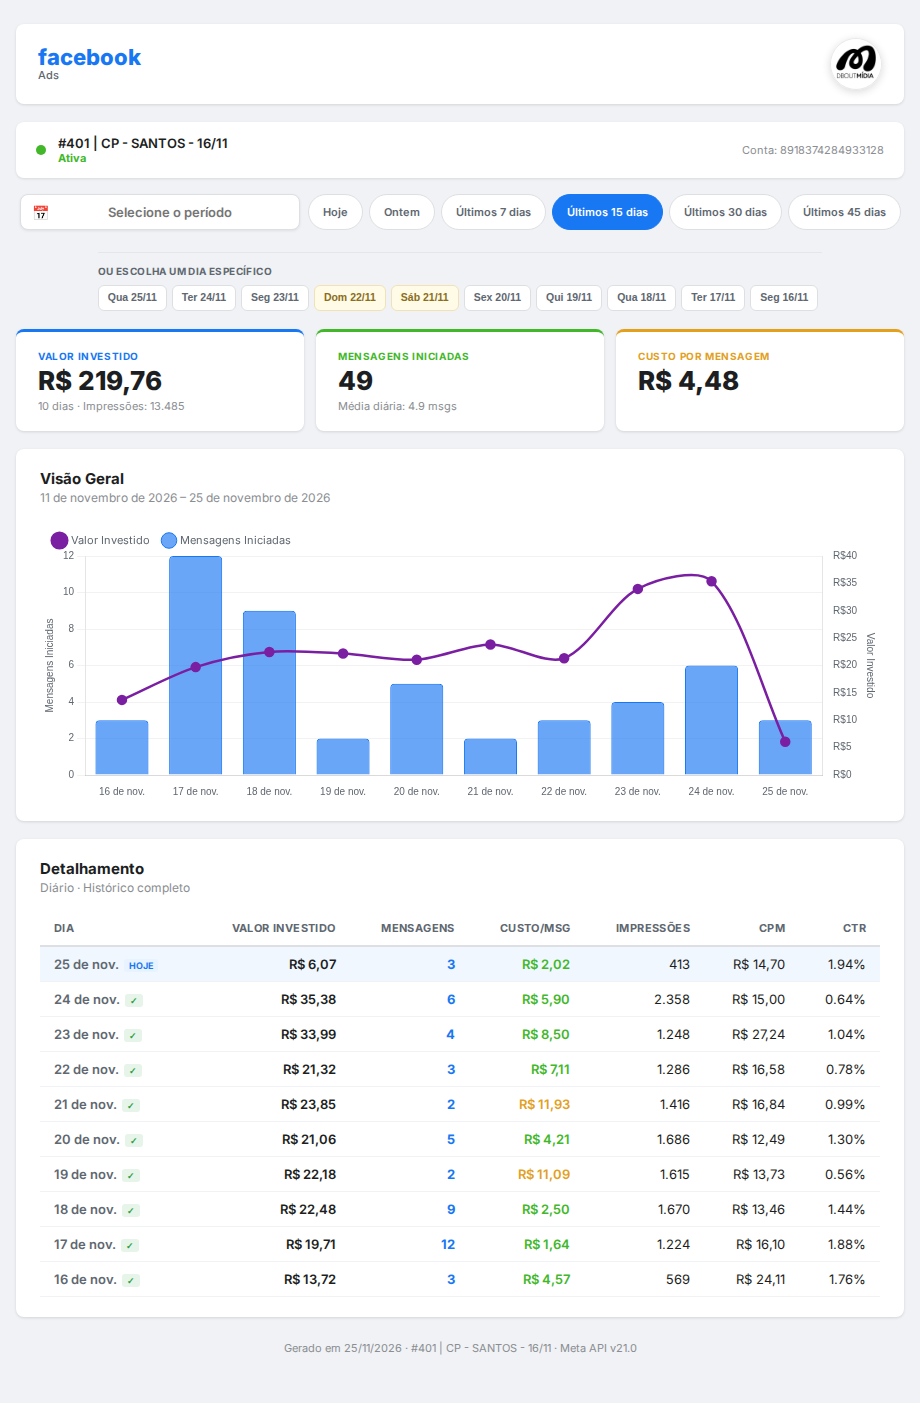 facebook
Ads
DBOUTMÍDIA
#401 | CP - SANTOS - 16/11
Ativa
Conta: 8918374284933128
Selecione o período
Hoje
Ontem
Últimos 7 dias
Últimos 15 dias
Últimos 30 dias
Últimos 45 dias
OU ESCOLHA UM DIA ESPECÍFICO
Qua 25/11
Ter 24/11
Seg 23/11
Dom 22/11
Sáb 21/11
Sex 20/11
Qui 19/11
Qua 18/11
Ter 17/11
Seg 16/11
VALOR INVESTIDO
R$ 219,76
10 dias · Impressões: 13.485
MENSAGENS INICIADAS
49
Média diária: 4.9 msgs
CUSTO POR MENSAGEM
R$ 4,48
Visão Geral
11 de novembro de 2026 – 25 de novembro de 2026
Valor Investido
Mensagens Iniciadas
12
10
8
6
4
2
0
Mensagens Iniciadas
R$40
R$35
R$30
R$25
R$20
R$15
R$10
R$5
R$0
Valor Investido
16 de nov.
17 de nov.
18 de nov.
19 de nov.
20 de nov.
21 de nov.
22 de nov.
23 de nov.
24 de nov.
25 de nov.
Detalhamento
Diário · Histórico completo
DIA VALOR INVESTIDO MENSAGENS CUSTO/MSG IMPRESSÕES CPM CTR
25 de nov. HOJE R$ 6,07 3 R$ 2,02 413 R$ 14,70 1.94%
24 de nov. ✓ R$ 35,38 6 R$ 5,90 2.358 R$ 15,00 0.64%
23 de nov. ✓ R$ 33,99 4 R$ 8,50 1.248 R$ 27,24 1.04%
22 de nov. ✓ R$ 21,32 3 R$ 7,11 1.286 R$ 16,58 0.78%
21 de nov. ✓ R$ 23,85 2 R$ 11,93 1.416 R$ 16,84 0.99%
20 de nov. ✓ R$ 21,06 5 R$ 4,21 1.686 R$ 12,49 1.30%
19 de nov. ✓ R$ 22,18 2 R$ 11,09 1.615 R$ 13,73 0.56%
18 de nov. ✓ R$ 22,48 9 R$ 2,50 1.670 R$ 13,46 1.44%
17 de nov. ✓ R$ 19,71 12 R$ 1,64 1.224 R$ 16,10 1.88%
16 de nov. ✓ R$ 13,72 3 R$ 4,57 569 R$ 24,11 1.76%
Gerado em 25/11/2026 · #401 | CP - SANTOS - 16/11 · Meta API v21.0